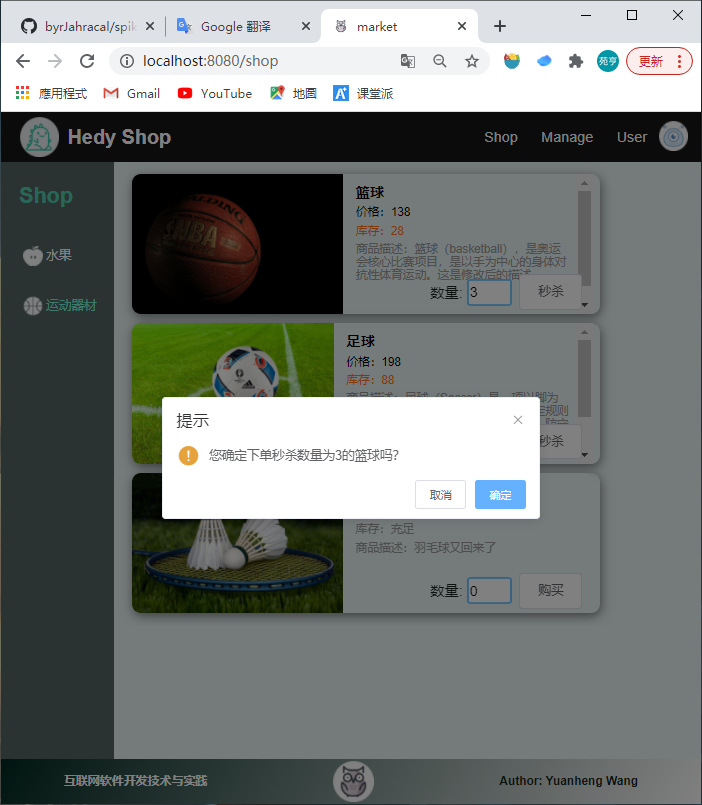 byrJahracal/spik
Google 翻译
market
localhost:8080/shop
苑亨
更新
應用程式
Gmail
YouTube
地圖
课堂派
Hedy Shop
Shop
Manage
User
Shop
水果
运动器材
篮球
价格：138
库存：28
商品描述：篮球（basketball），是奥运
会核心比赛项目，是以手为中心的身体对
抗性体育运动。这是修改后的描述
数量:
3
秒杀
足球
价格：198
库存：88
秒杀
提示
您确定下单秒杀数量为3的篮球吗？
取消
确定
库存：充足
商品描述：羽毛球又回来了
数量:
0
购买
互联网软件开发技术与实践
Author: Yuanheng Wang